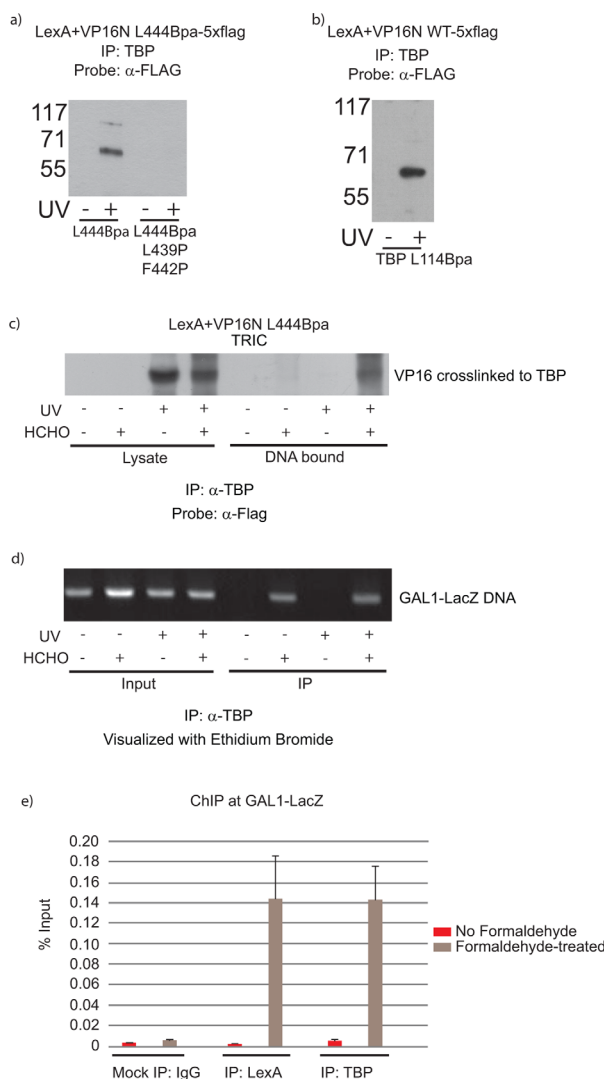 a)
LexA+VP16N L444Bpa-5xflag
IP: TBP
Probe: α-FLAG
117
71
55
UV - + - +
L444Bpa L444Bpa
L439P
F442P
b)
LexA+VP16N WT-5xflag
IP: TBP
Probe: α-FLAG
117
71
55
UV - +
TBP L114Bpa
c)
LexA+VP16N L444Bpa
TRIC
VP16 crosslinked to TBP
UV - - + + - - + +
HCHO - + - + - + - +
Lysate DNA bound
IP: α-TBP
Probe: α-Flag
d)
GAL1-LacZ DNA
UV - - + + - - + +
HCHO - + - + - + - +
Input IP
IP: α-TBP
Visualized with Ethidium Bromide
e)
ChIP at GAL1-LacZ
% Input
0.20
0.18
0.16
0.14
0.12
0.10
0.08
0.06
0.04
0.02
0
No Formaldehyde
Formaldehyde-treated
Mock IP: IgG IP: LexA IP: TBP